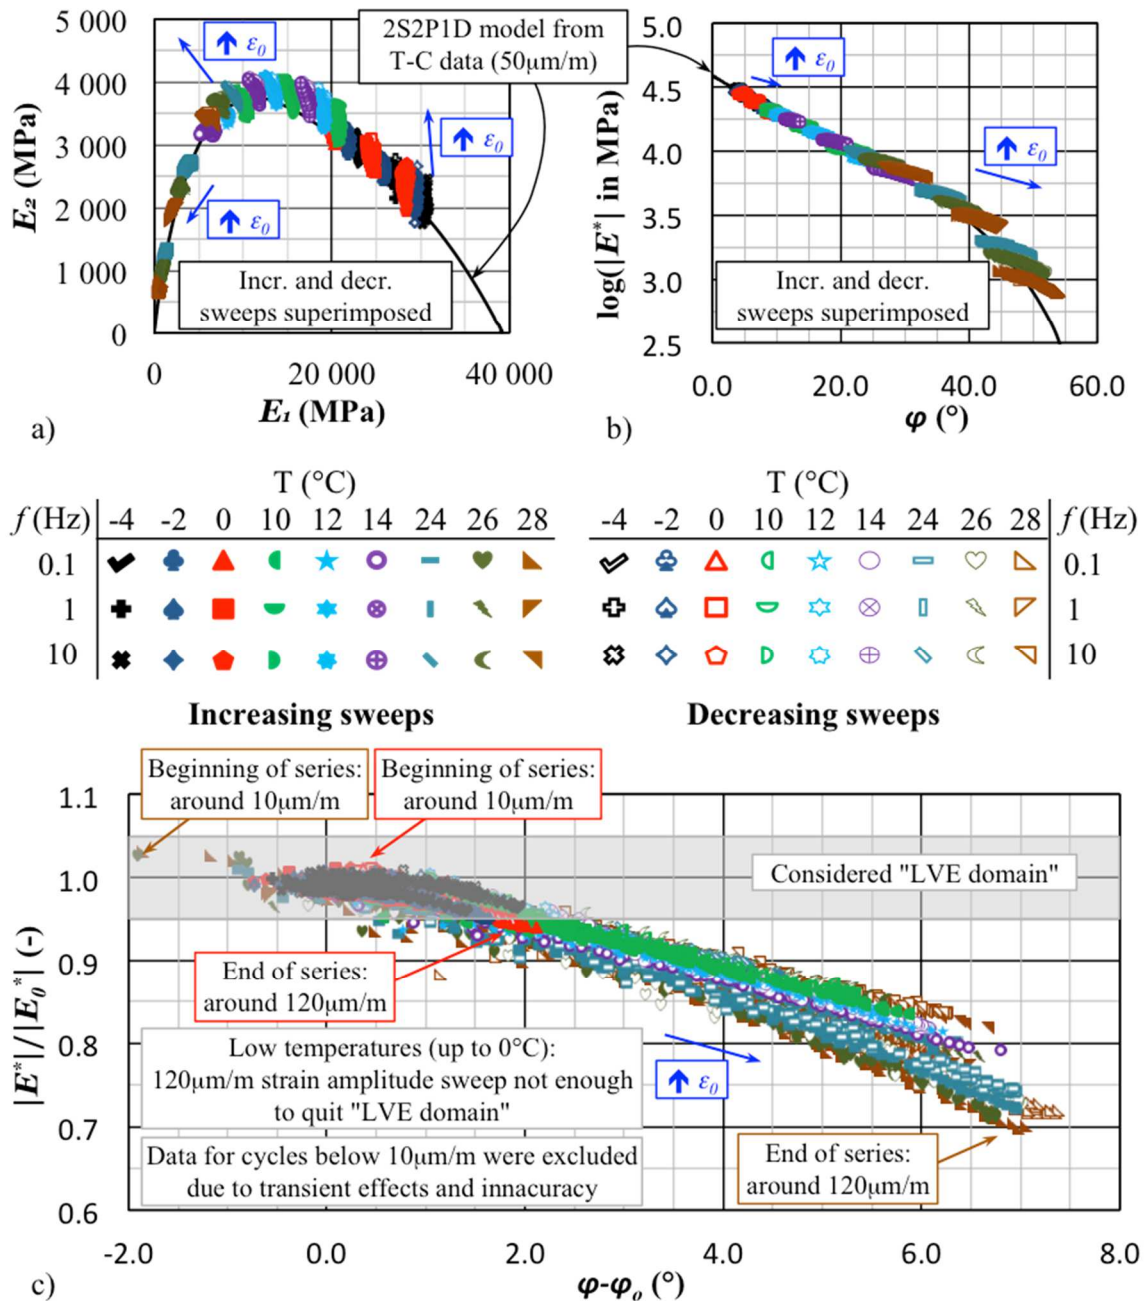 5 000
4 000
3 000
2 000
1 000
0
E₂ (MPa)
0
20 000
40 000
E₁ (MPa)
a)
↑ ε₀
↑ ε₀
↑ ε₀
Incr. and decr.
sweeps superimposed
2S2P1D model from
T-C data (50μm/m)
5.0
4.5
4.0
3.5
3.0
2.5
log(|E*| in MPa)
0.0
20.0
40.0
60.0
φ (°)
b)
↑ ε₀
↑ ε₀
Incr. and decr.
sweeps superimposed
T (°C)
f (Hz) -4 -2 0 10 12 14 24 26 28
0.1
1
10
Increasing sweeps
T (°C)
-4 -2 0 10 12 14 24 26 28 f (Hz)
0.1
1
10
Decreasing sweeps
Beginning of series:
around 10μm/m
Beginning of series:
around 10μm/m
1.1
1.0
0.9
0.8
0.7
0.6
|E*|/|E₀*| (-)
Considered "LVE domain"
End of series:
around 120μm/m
Low temperatures (up to 0°C):
120μm/m strain amplitude sweep not enough
to quit "LVE domain"
↑ ε₀
Data for cycles below 10μm/m were excluded
due to transient effects and innacuracy
End of series:
around 120μm/m
-2.0
0.0
2.0
4.0
6.0
8.0
φ-φₒ (°)
c)